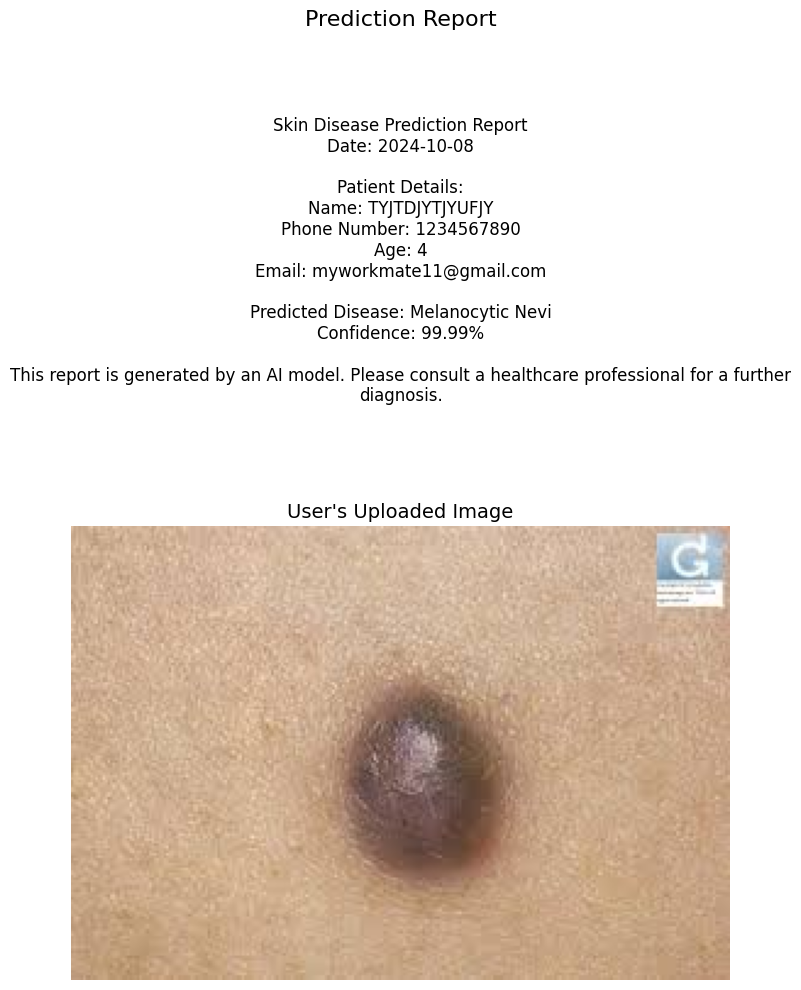 Prediction Report
Skin Disease Prediction Report
Date: 2024-10-08
Patient Details:
Name: TYJTDJYTJYUFJY
Phone Number: 1234567890
Age: 4
Email: myworkmate11@gmail.com
Predicted Disease: Melanocytic Nevi
Confidence: 99.99%
This report is generated by an AI model. Please consult a healthcare professional for a further
diagnosis.
User's Uploaded Image